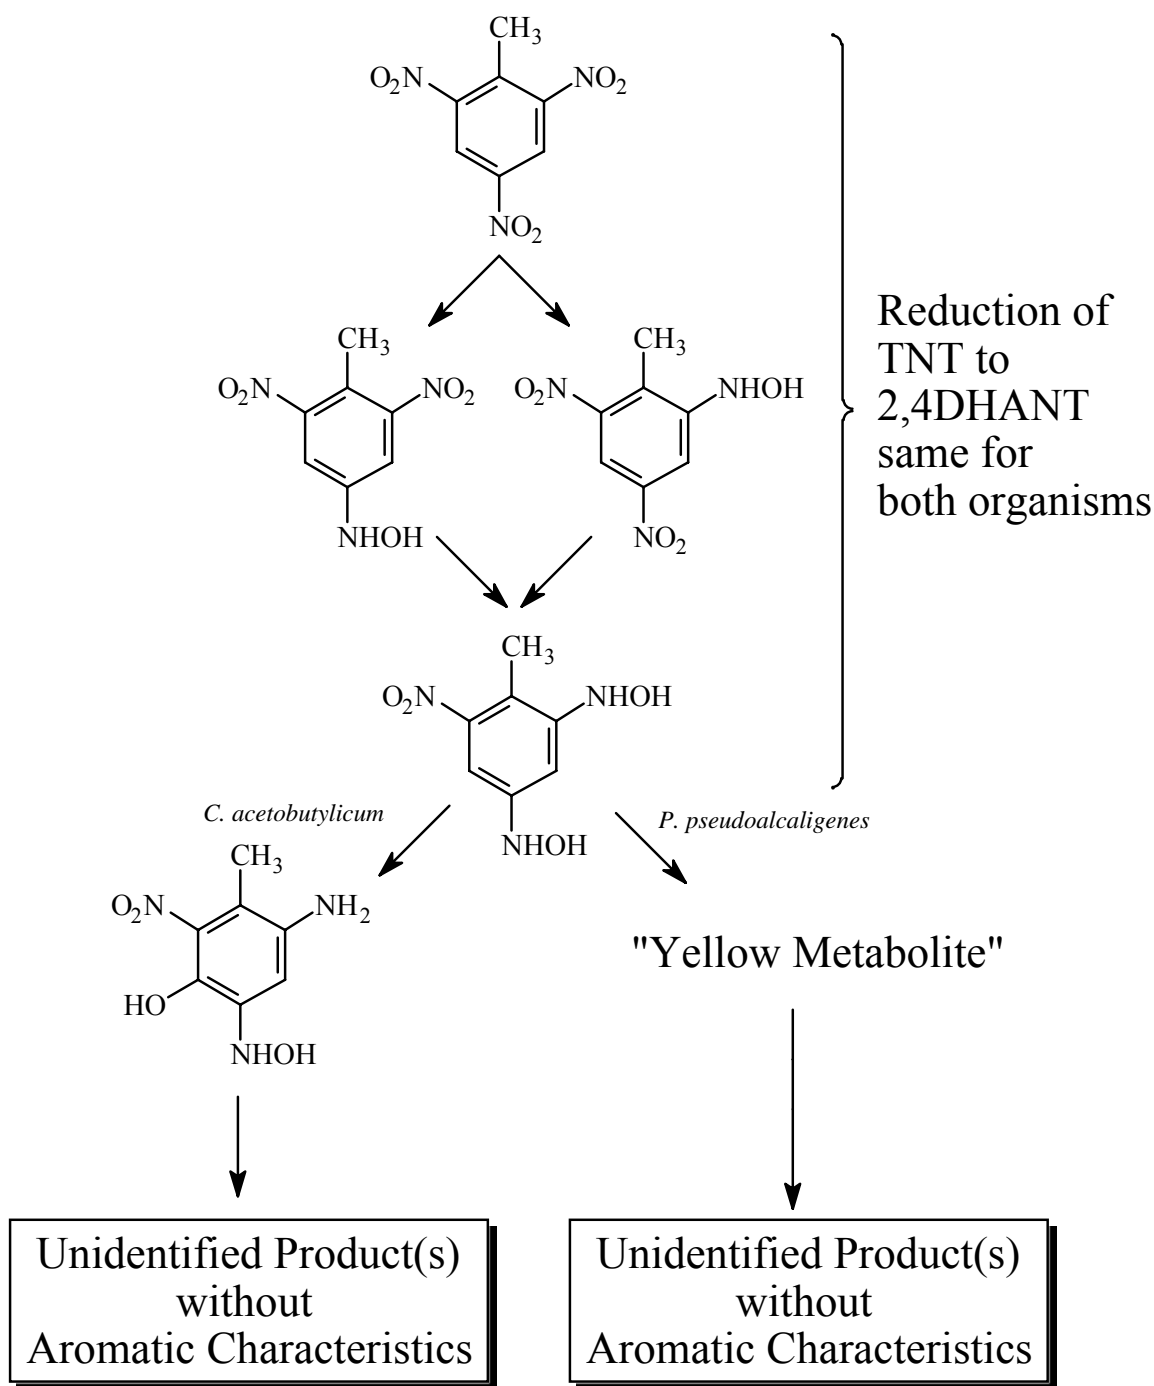 CH₃
O₂N NO₂
NO₂
CH₃ CH₃
O₂N NO₂ O₂N NHOH
NHOH NO₂
Reduction of
TNT to
2,4DHANT
same for
both organisms
CH₃
O₂N NHOH
NHOH
C. acetobutylicum
P. pseudoalcaligenes
CH₃
O₂N NH₂
HO
NHOH
"Yellow Metabolite"
Unidentified Product(s)
without
Aromatic Characteristics
Unidentified Product(s)
without
Aromatic Characteristics